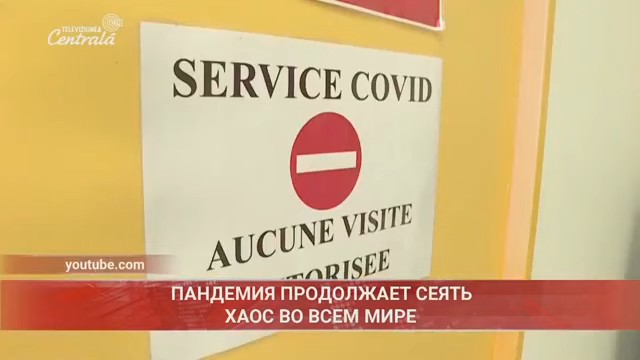 TELEVIZIUNEA
Centrală
SERVICE COVID
AUCUNE VISITE
youtube.com
ПАНДЕМИЯ ПРОДОЛЖАЕТ СЕЯТЬ
ХАОС ВО ВСЕМ МИРЕ